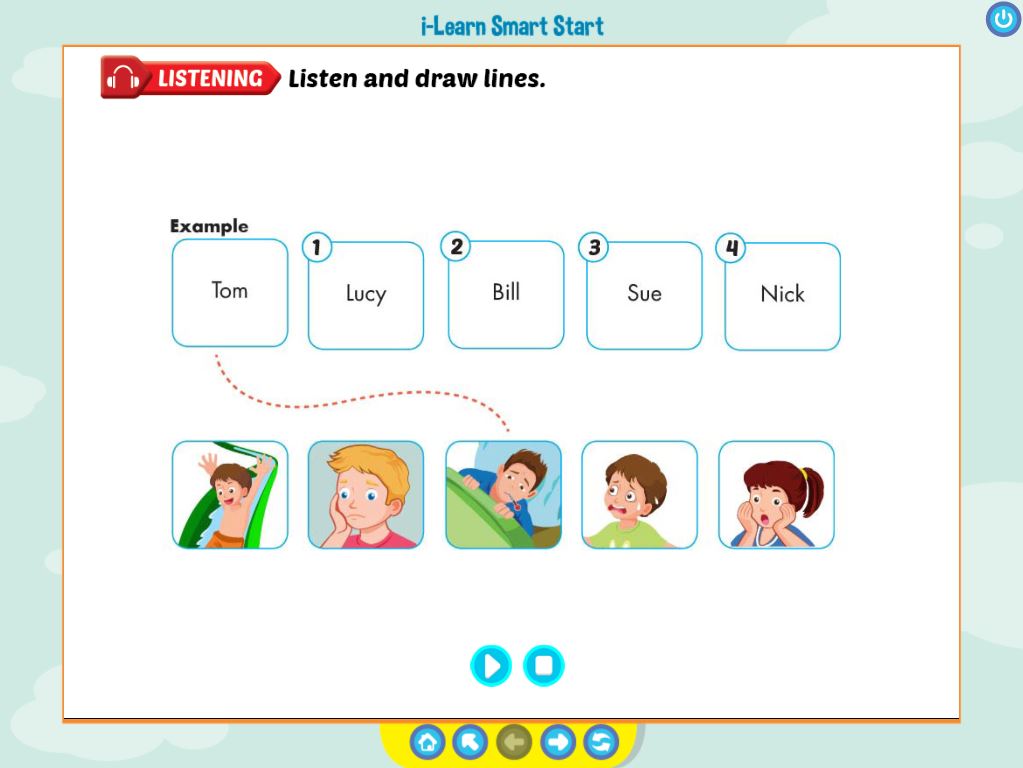 i-Learn Smart Start
LISTENING Listen and draw lines.
Example
1 2 3 4
Tom Lucy Bill Sue Nick